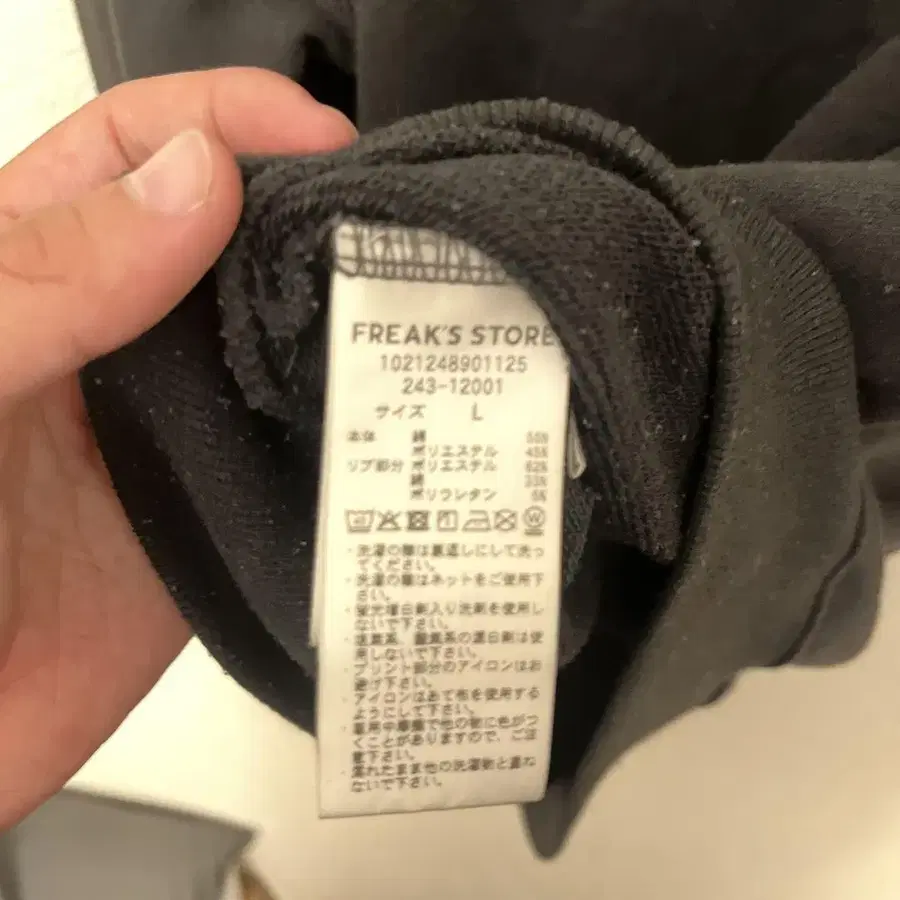 FREAK'S STORE
1021248901125
243-12001
サイズ L
本体 綿 55%
ポリエステル 45%
リブ部分 ポリエステル 62%
綿 33%
ポリウレタン 5%
・洗濯の際は裏返しにして洗っ
てください。
・洗濯の際はネットをご使用下
さい。
・蛍光増白剤入り洗剤を使用し
ないで下さい。
・塩素系、酸素系の漂白剤は使
用しないで下さい。
・プリント部分のアイロンはお
避け下さい。
・アイロンはあて布を使用する
ようにして下さい。
・着用中摩擦で他の物に色がつ
くことがありますので、ご注
意下さい。
・濡れたまま他の洗濯物と重ね
ないで下さい。